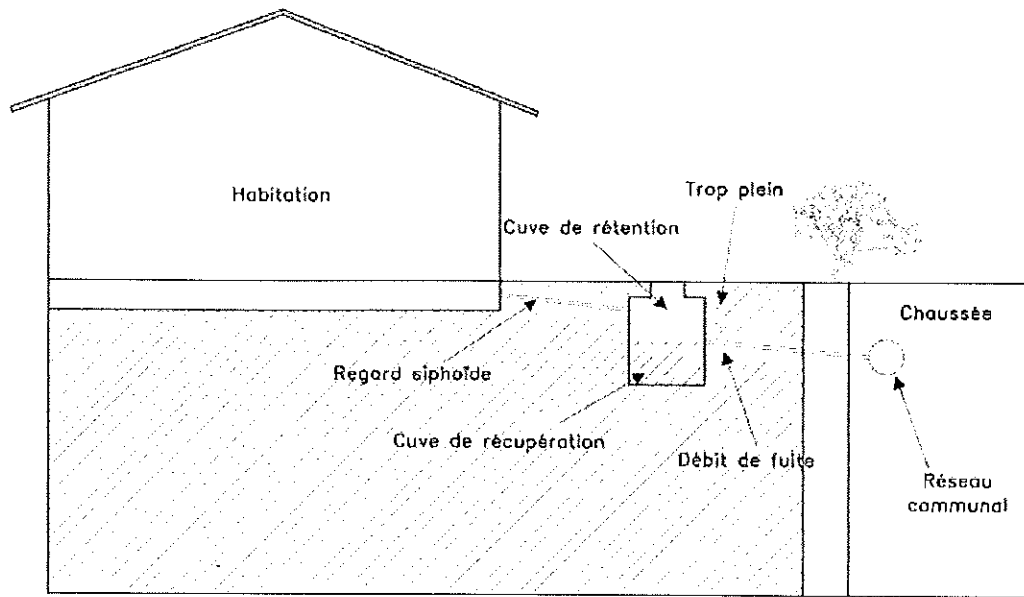 Habitation
Trop plein
Cuve de rétention
Chaussée
Regard siphoïde
Cuve de récupération
Débit de fuite
Réseau
communal